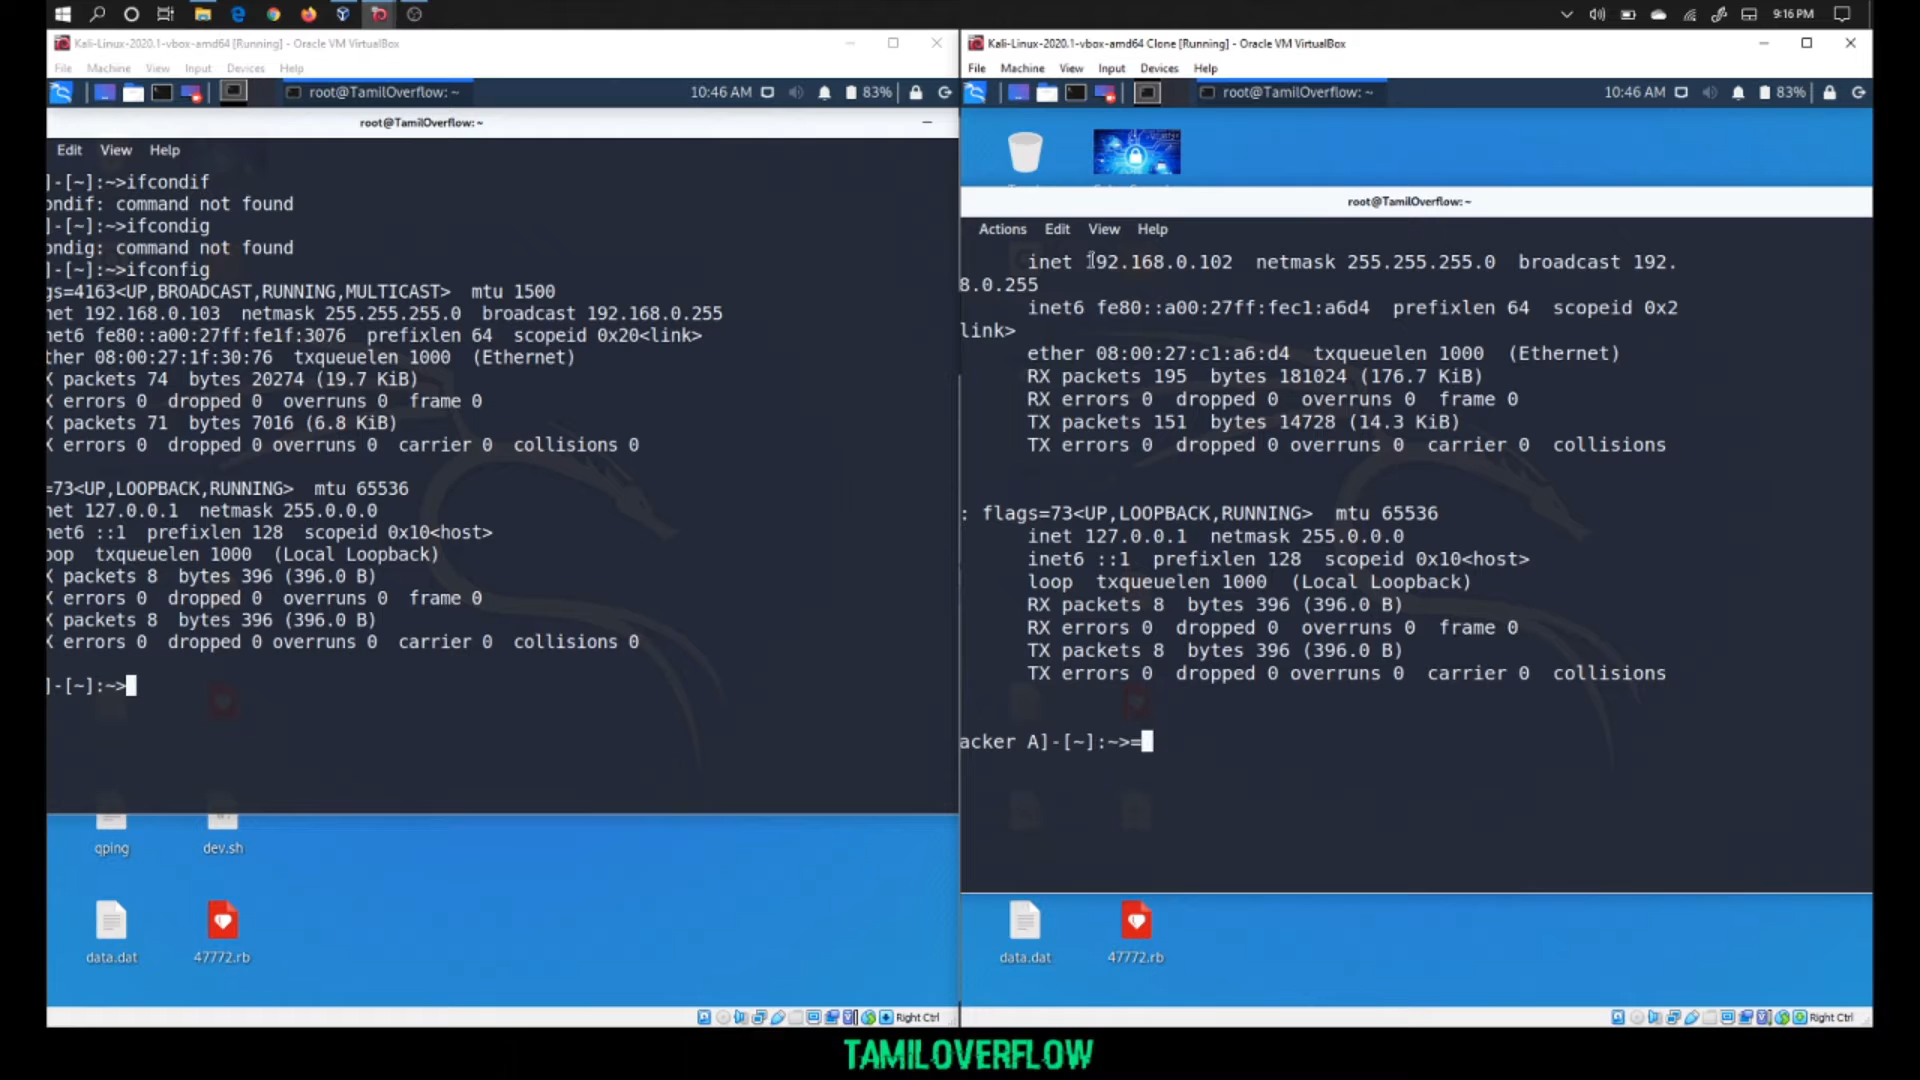 9:16 PM
Kali-Linux-2020.1-vbox-amd64 [Running] - Oracle VM VirtualBox
File Machine View Input Devices Help
root@TamilOverflow: ~
10:46 AM 83%
root@TamilOverflow: ~
Edit View Help
]-[~]:~>ifcondif
ondif: command not found
]-[~]:~>ifcondig
ondig: command not found
]-[~]:~>ifconfig
gs=4163<UP,BROADCAST,RUNNING,MULTICAST> mtu 1500
net 192.168.0.103 netmask 255.255.255.0 broadcast 192.168.0.255
net6 fe80::a00:27ff:fe1f:3076 prefixlen 64 scopeid 0x20<link>
ther 08:00:27:1f:30:76 txqueuelen 1000 (Ethernet)
X packets 74 bytes 20274 (19.7 KiB)
X errors 0 dropped 0 overruns 0 frame 0
X packets 71 bytes 7016 (6.8 KiB)
X errors 0 dropped 0 overruns 0 carrier 0 collisions 0
=73<UP,LOOPBACK,RUNNING> mtu 65536
net 127.0.0.1 netmask 255.0.0.0
net6 ::1 prefixlen 128 scopeid 0x10<host>
oop txqueuelen 1000 (Local Loopback)
X packets 8 bytes 396 (396.0 B)
X errors 0 dropped 0 overruns 0 frame 0
X packets 8 bytes 396 (396.0 B)
X errors 0 dropped 0 overruns 0 carrier 0 collisions 0
]-[~]:~>
qping dev.sh
data.dat 47772.rb
Right Ctrl
Kali-Linux-2020.1-vbox-amd64 Clone [Running] - Oracle VM VirtualBox
File Machine View Input Devices Help
root@TamilOverflow: ~
10:46 AM 83%
root@TamilOverflow: ~
Actions Edit View Help
inet 192.168.0.102 netmask 255.255.255.0 broadcast 192.
8.0.255
inet6 fe80::a00:27ff:fec1:a6d4 prefixlen 64 scopeid 0x2
link>
ether 08:00:27:c1:a6:d4 txqueuelen 1000 (Ethernet)
RX packets 195 bytes 181024 (176.7 KiB)
RX errors 0 dropped 0 overruns 0 frame 0
TX packets 151 bytes 14728 (14.3 KiB)
TX errors 0 dropped 0 overruns 0 carrier 0 collisions
: flags=73<UP,LOOPBACK,RUNNING> mtu 65536
inet 127.0.0.1 netmask 255.0.0.0
inet6 ::1 prefixlen 128 scopeid 0x10<host>
loop txqueuelen 1000 (Local Loopback)
RX packets 8 bytes 396 (396.0 B)
RX errors 0 dropped 0 overruns 0 frame 0
TX packets 8 bytes 396 (396.0 B)
TX errors 0 dropped 0 overruns 0 carrier 0 collisions
acker A]-[~]:~>=
data.dat 47772.rb
Right Ctrl
TAMILOVERFLOW